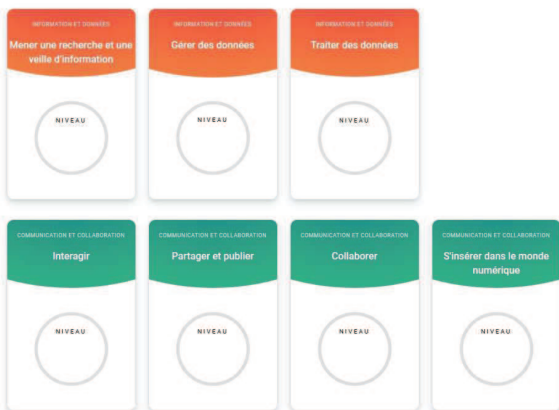 INFORMATION ET DONNÉES
Mener une recherche et une
veille d'information
NIVEAU
INFORMATION ET DONNÉES
Gérer des données
NIVEAU
INFORMATION ET DONNÉES
Traiter des données
NIVEAU
COMMUNICATION ET COLLABORATION
Interagir
NIVEAU
COMMUNICATION ET COLLABORATION
Partager et publier
NIVEAU
COMMUNICATION ET COLLABORATION
Collaborer
NIVEAU
COMMUNICATION ET COLLABORATION
S'insérer dans le monde
numérique
NIVEAU